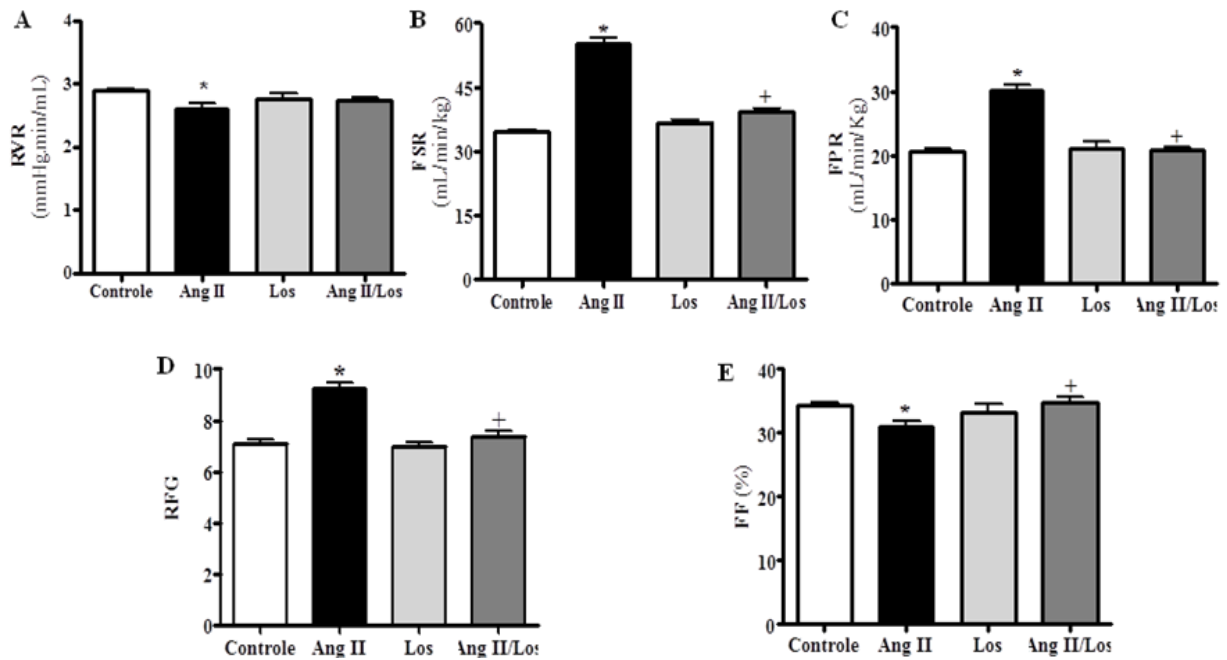 A
RVR
(mmHg.min/mL)
4
3
2
1
0
*
Controle Ang II Los Ang II/Los
B
F SR
(mL/min/kg)
60
45
30
15
0
*
+
Controle Ang II Los Ang II/Los
C
FP R
(mL/min/Kg)
40
30
20
10
0
*
+
Controle Ang II Los Ang II/Los
D
RFG
10
8
6
4
2
0
*
+
Controle Ang II Los Ang II/Los
E
FF (%)
40
30
20
10
0
*
+
Controle Ang II Los Ang II/Los